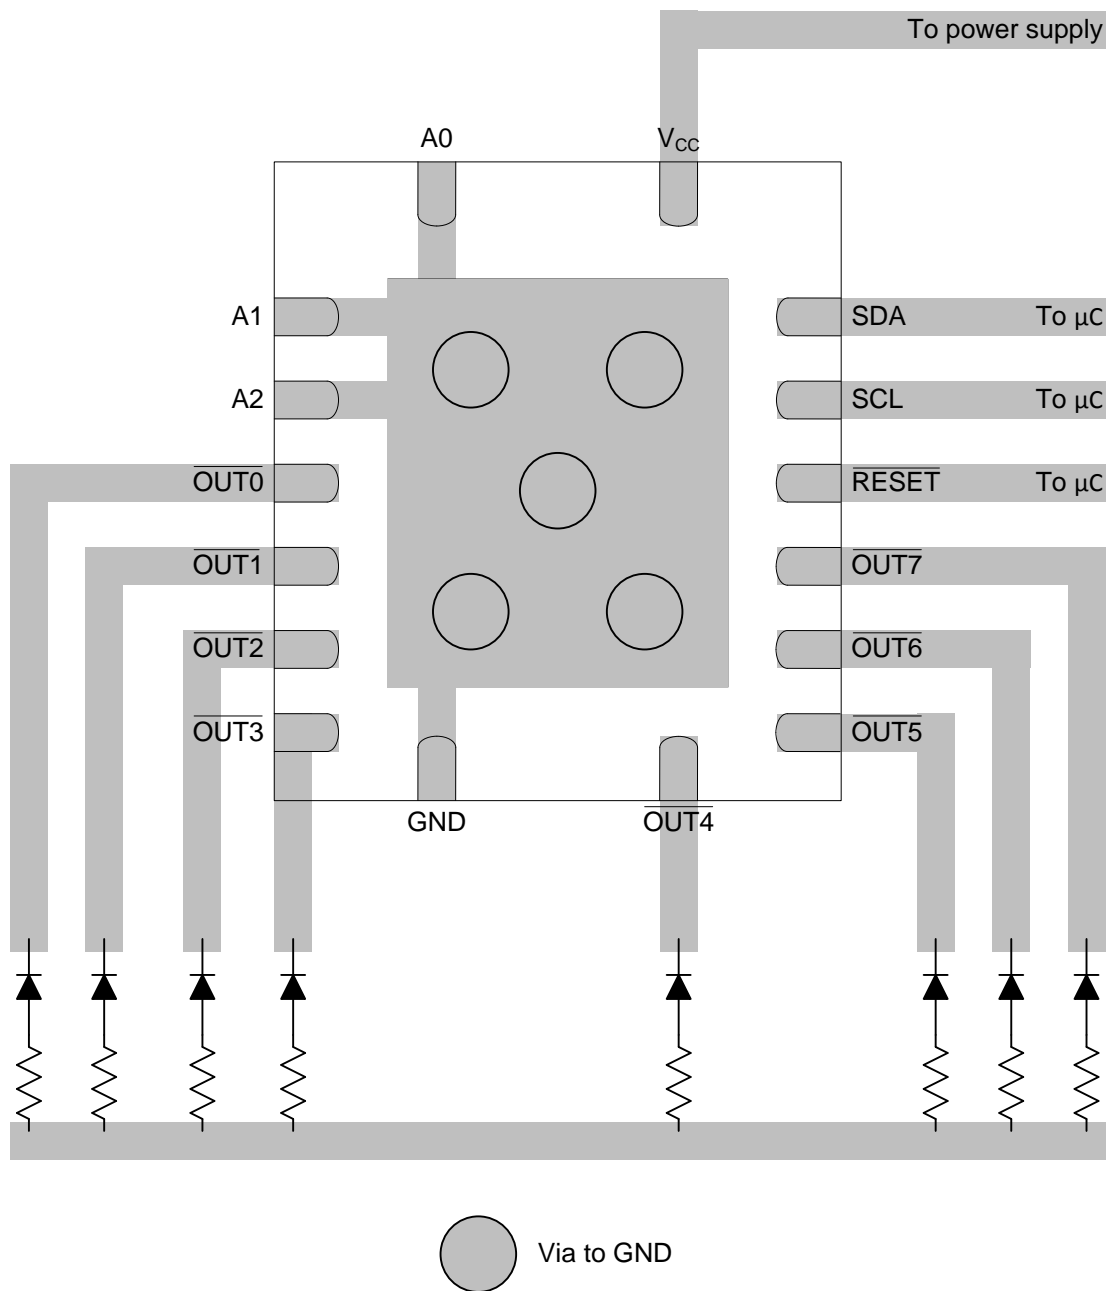 To power supply
A0 V_CC
A1 SDA To μC
A2 SCL To μC
OUT0 RESET To μC
OUT1 OUT7
OUT2 OUT6
OUT3 OUT5
GND OUT4
Via to GND